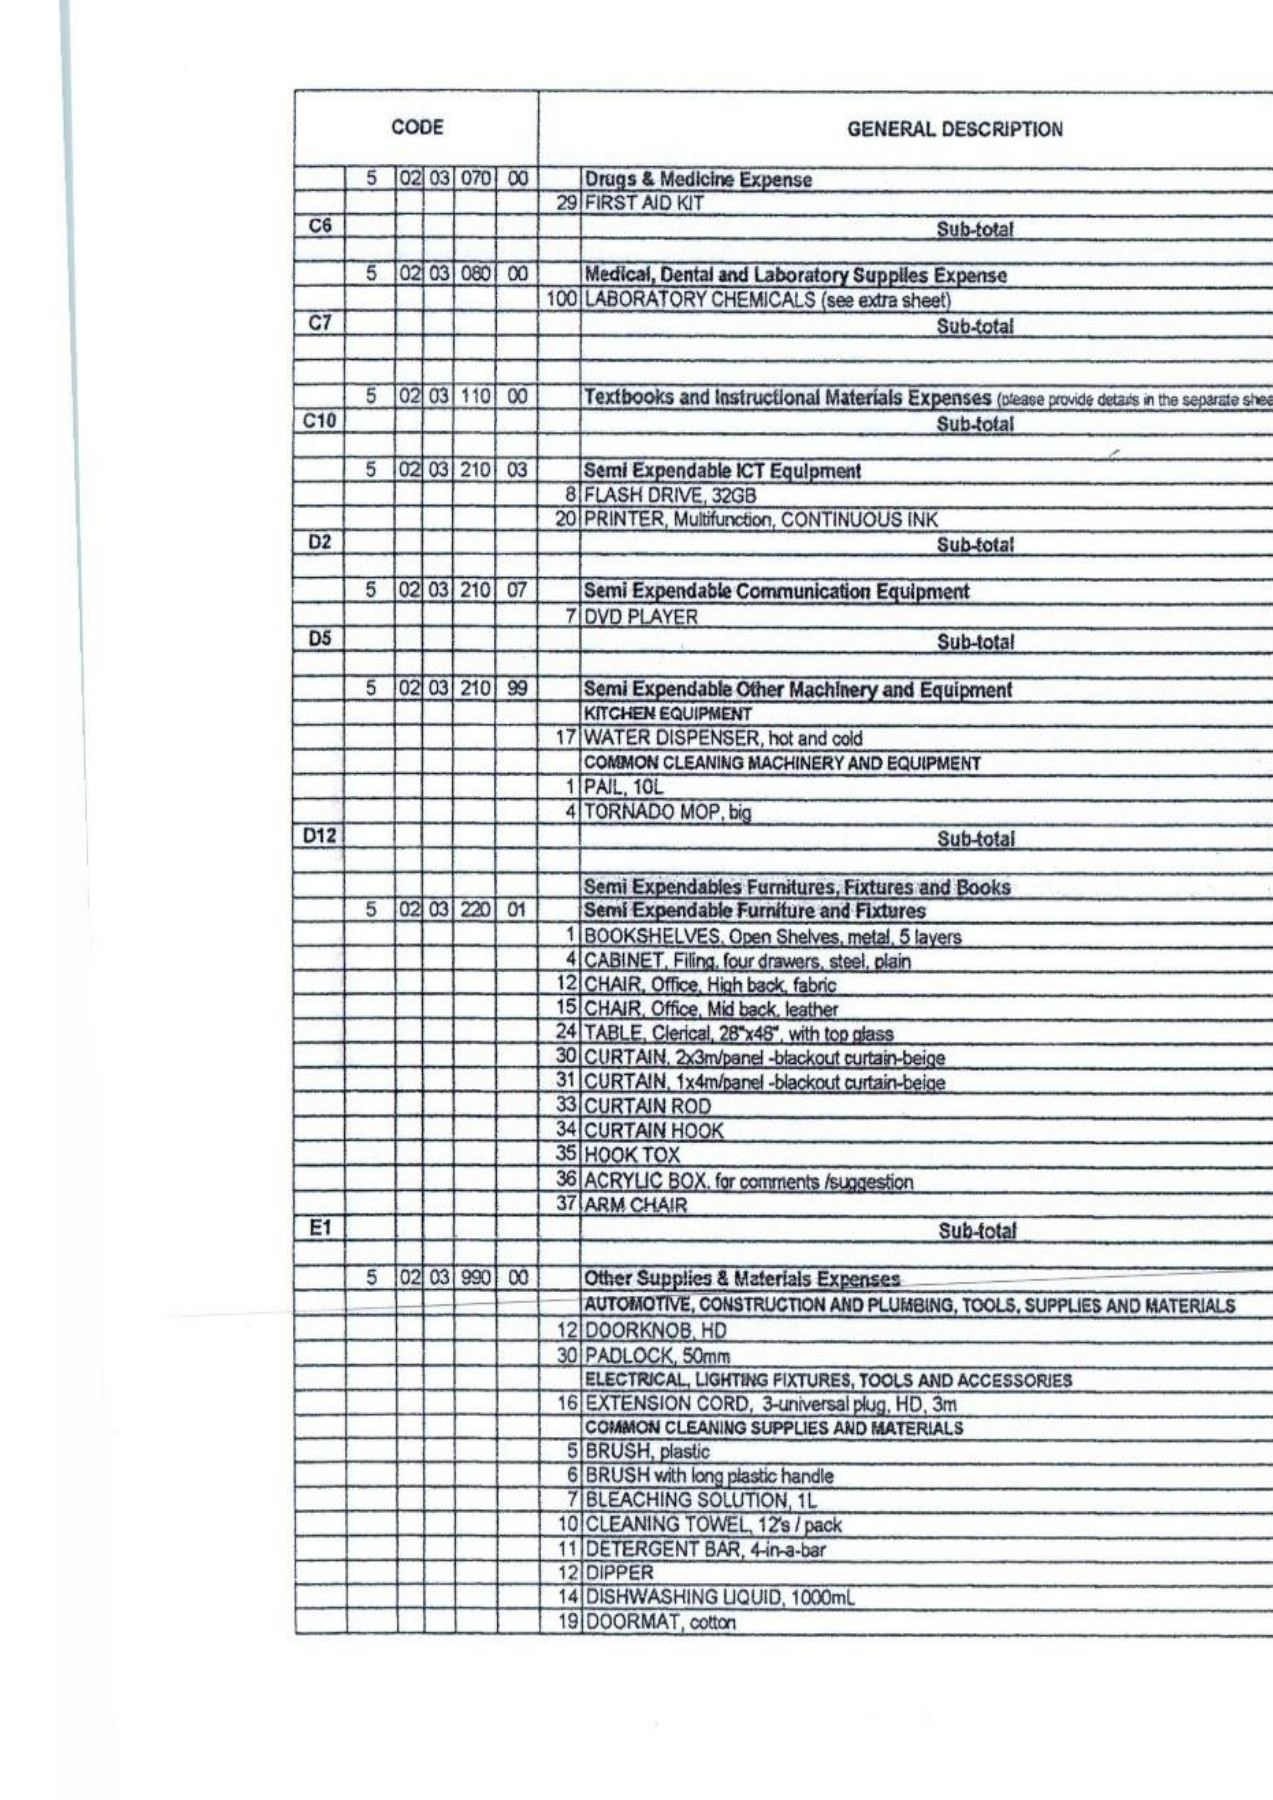 CODE GENERAL DESCRIPTION
5 02 03 070 00 Drugs & Medicine Expense
29 FIRST AID KIT
C6 Sub-total
5 02 03 080 00 Medical, Dental and Laboratory Supplies Expense
100 LABORATORY CHEMICALS (see extra sheet)
C7 Sub-total
5 02 03 110 00 Textbooks and Instructional Materials Expenses (please provide details in the separate shee
C10 Sub-total
5 02 03 210 03 Semi Expendable ICT Equipment
8 FLASH DRIVE, 32GB
20 PRINTER, Multifunction, CONTINUOUS INK
D2 Sub-total
5 02 03 210 07 Semi Expendable Communication Equipment
7 DVD PLAYER
D5 Sub-total
5 02 03 210 99 Semi Expendable Other Machinery and Equipment
KITCHEN EQUIPMENT
17 WATER DISPENSER, hot and cold
COMMON CLEANING MACHINERY AND EQUIPMENT
1 PAIL, 10L
4 TORNADO MOP, big
D12 Sub-total
Semi Expendables Furnitures, Fixtures and Books
5 02 03 220 01 Semi Expendable Furniture and Fixtures
1 BOOKSHELVES, Open Shelves, metal, 5 layers
4 CABINET, Filing, four drawers, steel, plain
12 CHAIR, Office, High back, fabric
15 CHAIR, Office, Mid back, leather
24 TABLE, Clerical, 28"x48", with top glass
30 CURTAIN, 2x3m/panel -blackout curtain-beige
31 CURTAIN, 1x4m/panel -blackout curtain-beige
33 CURTAIN ROD
34 CURTAIN HOOK
35 HOOK TOX
36 ACRYLIC BOX, for comments /suggestion
37 ARM CHAIR
E1 Sub-total
5 02 03 990 00 Other Supplies & Materials Expenses
AUTOMOTIVE, CONSTRUCTION AND PLUMBING, TOOLS, SUPPLIES AND MATERIALS
12 DOORKNOB, HD
30 PADLOCK, 50mm
ELECTRICAL, LIGHTING FIXTURES, TOOLS AND ACCESSORIES
16 EXTENSION CORD, 3-universal plug, HD, 3m
COMMON CLEANING SUPPLIES AND MATERIALS
5 BRUSH, plastic
6 BRUSH with long plastic handle
7 BLEACHING SOLUTION, 1L
10 CLEANING TOWEL, 12's / pack
11 DETERGENT BAR, 4-in-a-bar
12 DIPPER
14 DISHWASHING LIQUID, 1000mL
19 DOORMAT, cotton